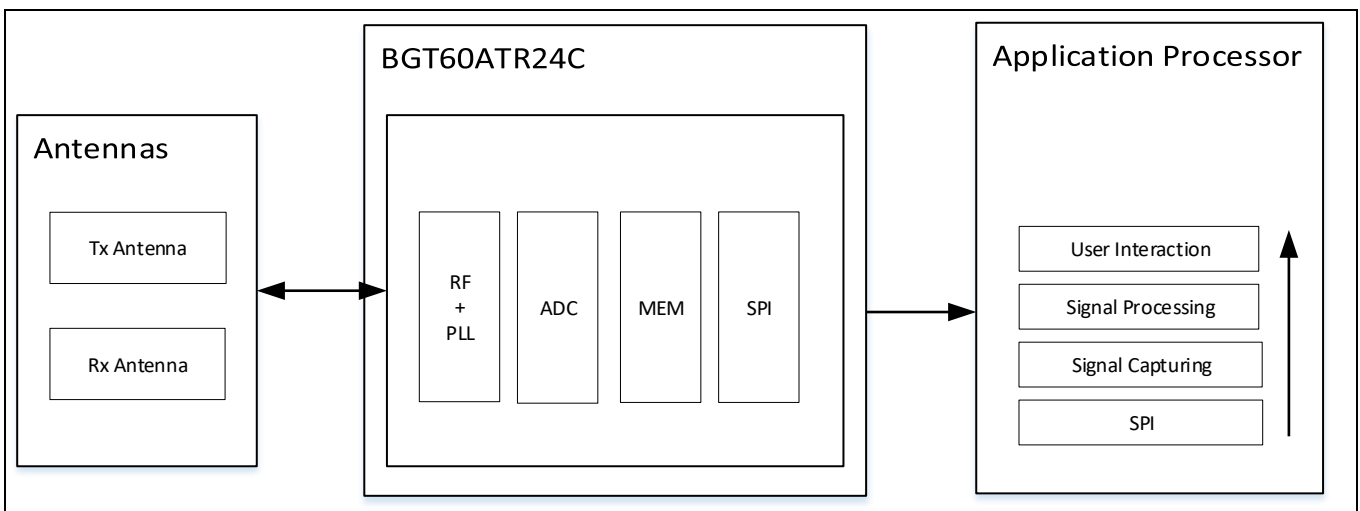 Antennas
Tx Antenna
Rx Antenna
BGT60ATR24C
RF
+
PLL
ADC
MEM
SPI
Application Processor
User Interaction
Signal Processing
Signal Capturing
SPI